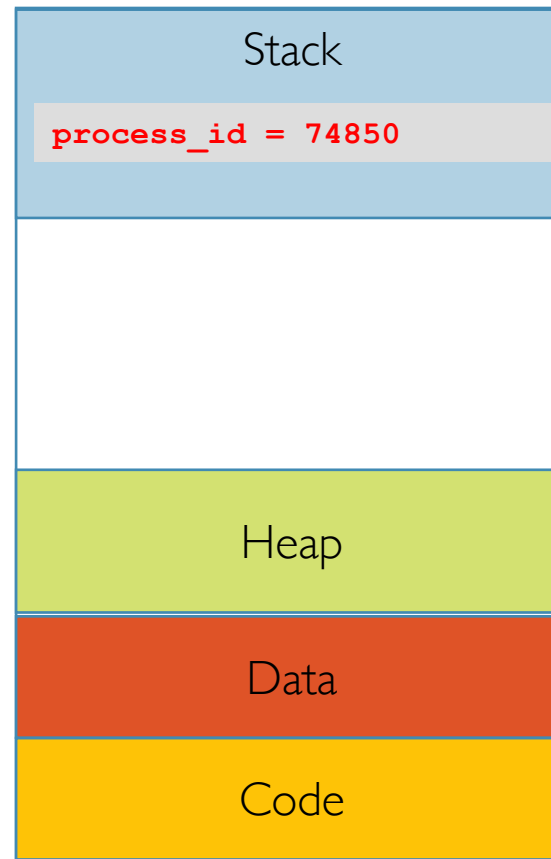 Stack
process_id = 74850
Heap
Data
Code